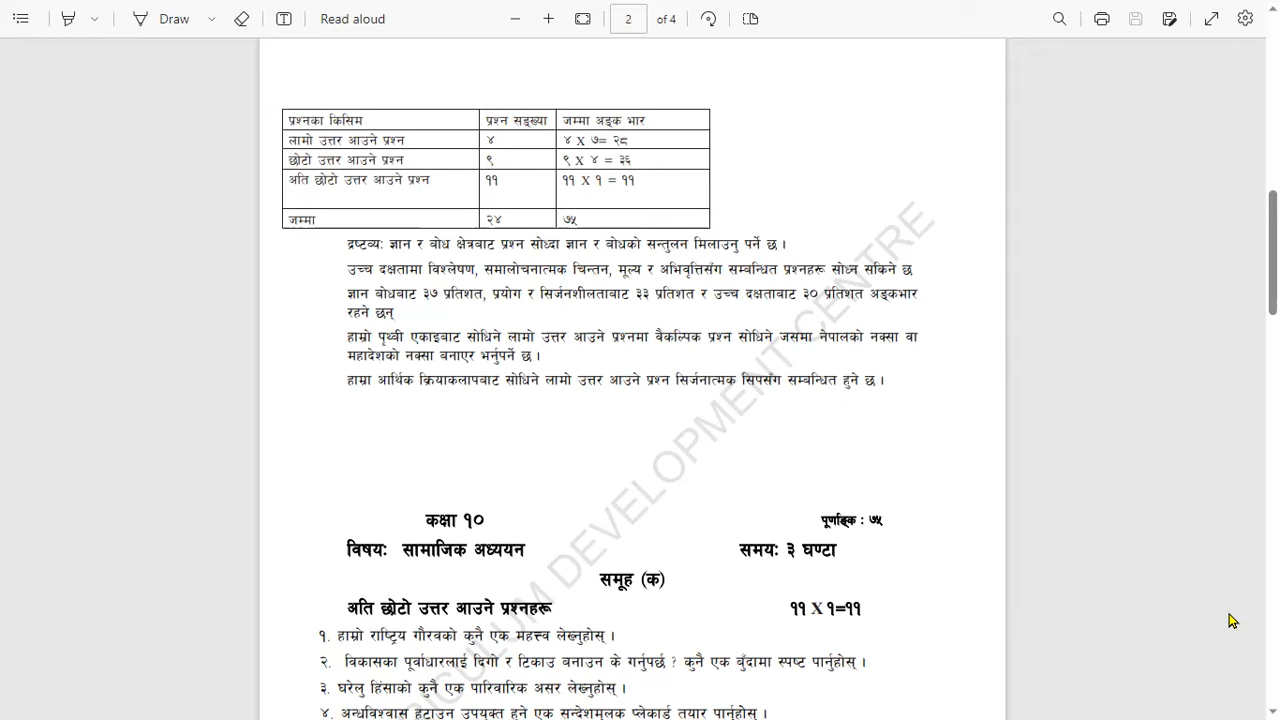 Draw
Read aloud
2 of 4
प्रश्नका किसिम प्रश्न सङ्ख्या जम्मा अङ्क भार
लामो उत्तर आउने प्रश्न ४ ४ X ७= २८
छोटो उत्तर आउने प्रश्न ९ ९ X ४ = ३६
अति छोटो उत्तर आउने प्रश्न ११ ११ X १ = ११
जम्मा २४ ७५
द्रष्टव्य: ज्ञान र बोध क्षेत्रबाट प्रश्न सोध्दा ज्ञान र बोधको सन्तुलन मिलाउनु पर्ने छ ।
उच्च दक्षतामा विश्लेषण, समालोचनात्मक चिन्तन, मूल्य र अभिवृत्तिसँग सम्बन्धित प्रश्नहरू सोध्न सकिने छ
ज्ञान बोधबाट ३७ प्रतिशत, प्रयोग र सिर्जनशीलताबाट ३३ प्रतिशत र उच्च दक्षताबाट ३० प्रतिशत अङ्कभार
रहने छन्
हाम्रो पृथ्वी एकाइबाट सोधिने लामो उत्तर आउने प्रश्नमा वैकल्पिक प्रश्न सोधिने जसमा नेपालको नक्सा वा
महादेशको नक्सा बनाएर भर्नुपर्ने छ ।
हाम्रा आर्थिक क्रियाकलापबाट सोधिने लामो उत्तर आउने प्रश्न सिर्जनात्मक सिपसँग सम्बन्धित हुने छ ।
कक्षा १० पूर्णाङ्क : ७५
विषय: सामाजिक अध्ययन समय: ३ घण्टा
समूह (क)
अति छोटो उत्तर आउने प्रश्नहरू ११ X १=११
१. हाम्रो राष्ट्रिय गौरवको कुनै एक महत्त्व लेख्नुहोस् ।
२. विकासका पूर्वाधारलाई दिगो र टिकाउ बनाउन के गर्नुपर्छ ? कुनै एक बुँदामा स्पष्ट पार्नुहोस् ।
३. घरेलु हिंसाको कुनै एक पारिवारिक असर लेख्नुहोस् ।
४. अन्धविश्वास हटाउन उपयुक्त हुने एक सन्देशमूलक प्लेकार्ड तयार पार्नुहोस् ।
RICULUM DEVELOPMENT CENTRE